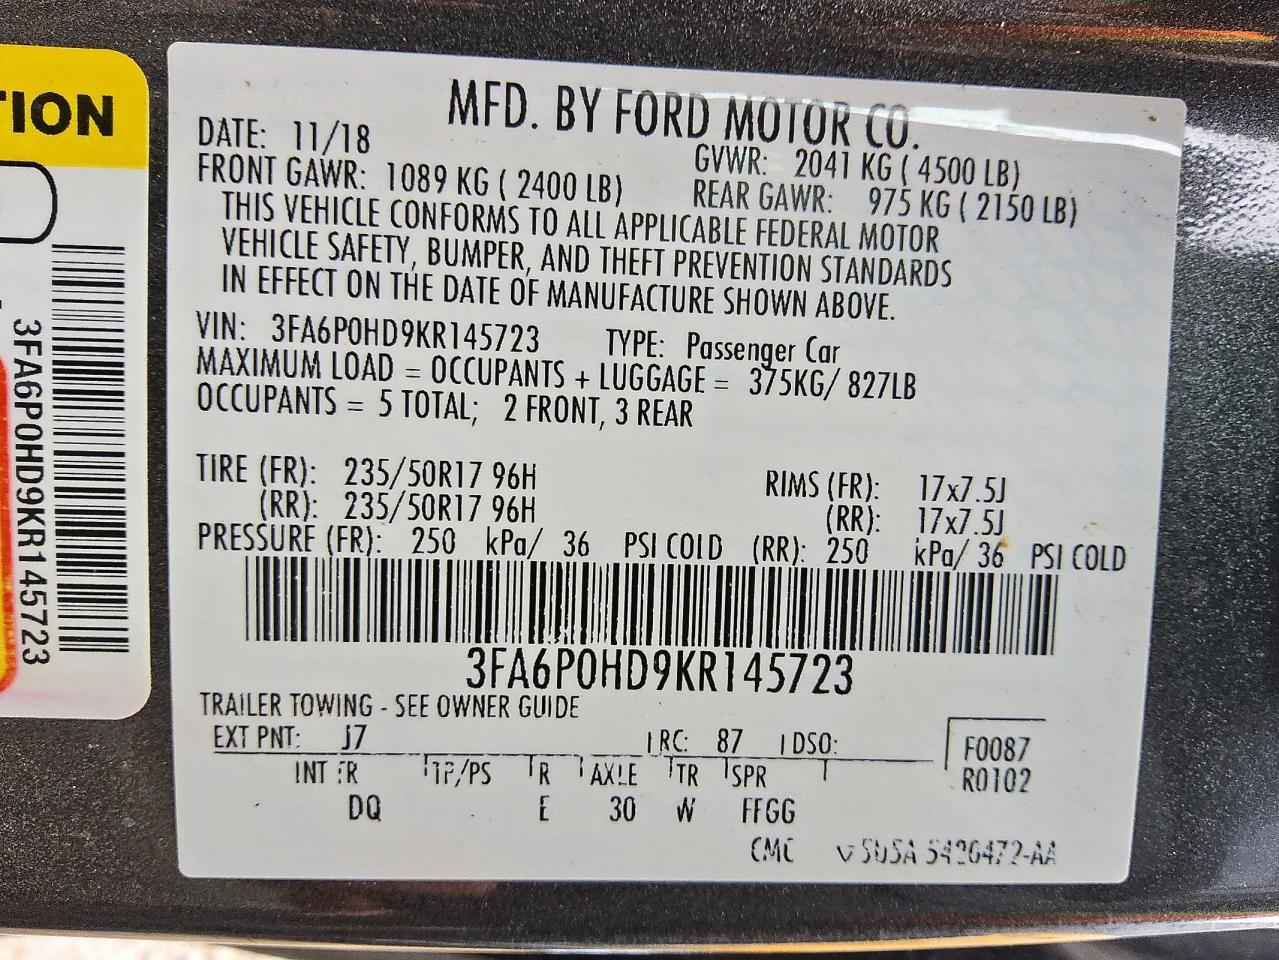 TION
3FA6P0HD9KR145723
MFD. BY FORD MOTOR CO.
DATE: 11/18 GVWR: 2041 KG ( 4500 LB)
FRONT GAWR: 1089 KG ( 2400 LB) REAR GAWR: 975 KG ( 2150 LB)
THIS VEHICLE CONFORMS TO ALL APPLICABLE FEDERAL MOTOR
VEHICLE SAFETY, BUMPER, AND THEFT PREVENTION STANDARDS
IN EFFECT ON THE DATE OF MANUFACTURE SHOWN ABOVE.
VIN: 3FA6P0HD9KR145723 TYPE: Passenger Car
MAXIMUM LOAD = OCCUPANTS + LUGGAGE = 375KG/ 827LB
OCCUPANTS = 5 TOTAL; 2 FRONT, 3 REAR
TIRE (FR): 235/50R17 96H RIMS (FR): 17x7.5J
(RR): 235/50R17 96H (RR): 17x7.5J
PRESSURE (FR): 250 kPa/ 36 PSI COLD (RR): 250 kPa/ 36 PSI COLD
3FA6P0HD9KR145723
TRAILER TOWING - SEE OWNER GUIDE
EXT PNT: J7 RC: 87 DSO: F0087
INT TR TP/PS R AXLE TR SPR R0102
DQ E 30 W FFGG
CMC